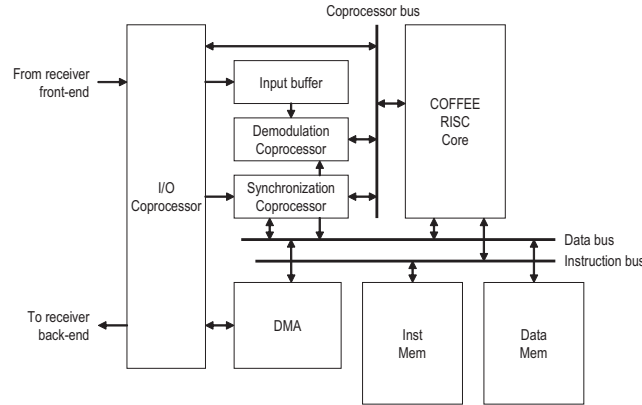 Coprocessor bus
From receiver
front-end
Input buffer
COFFEE
RISC
Core
Demodulation
Coprocessor
I/O
Coprocessor
Synchronization
Coprocessor
Data bus
Instruction bus
To receiver
back-end
DMA
Inst
Mem
Data
Mem